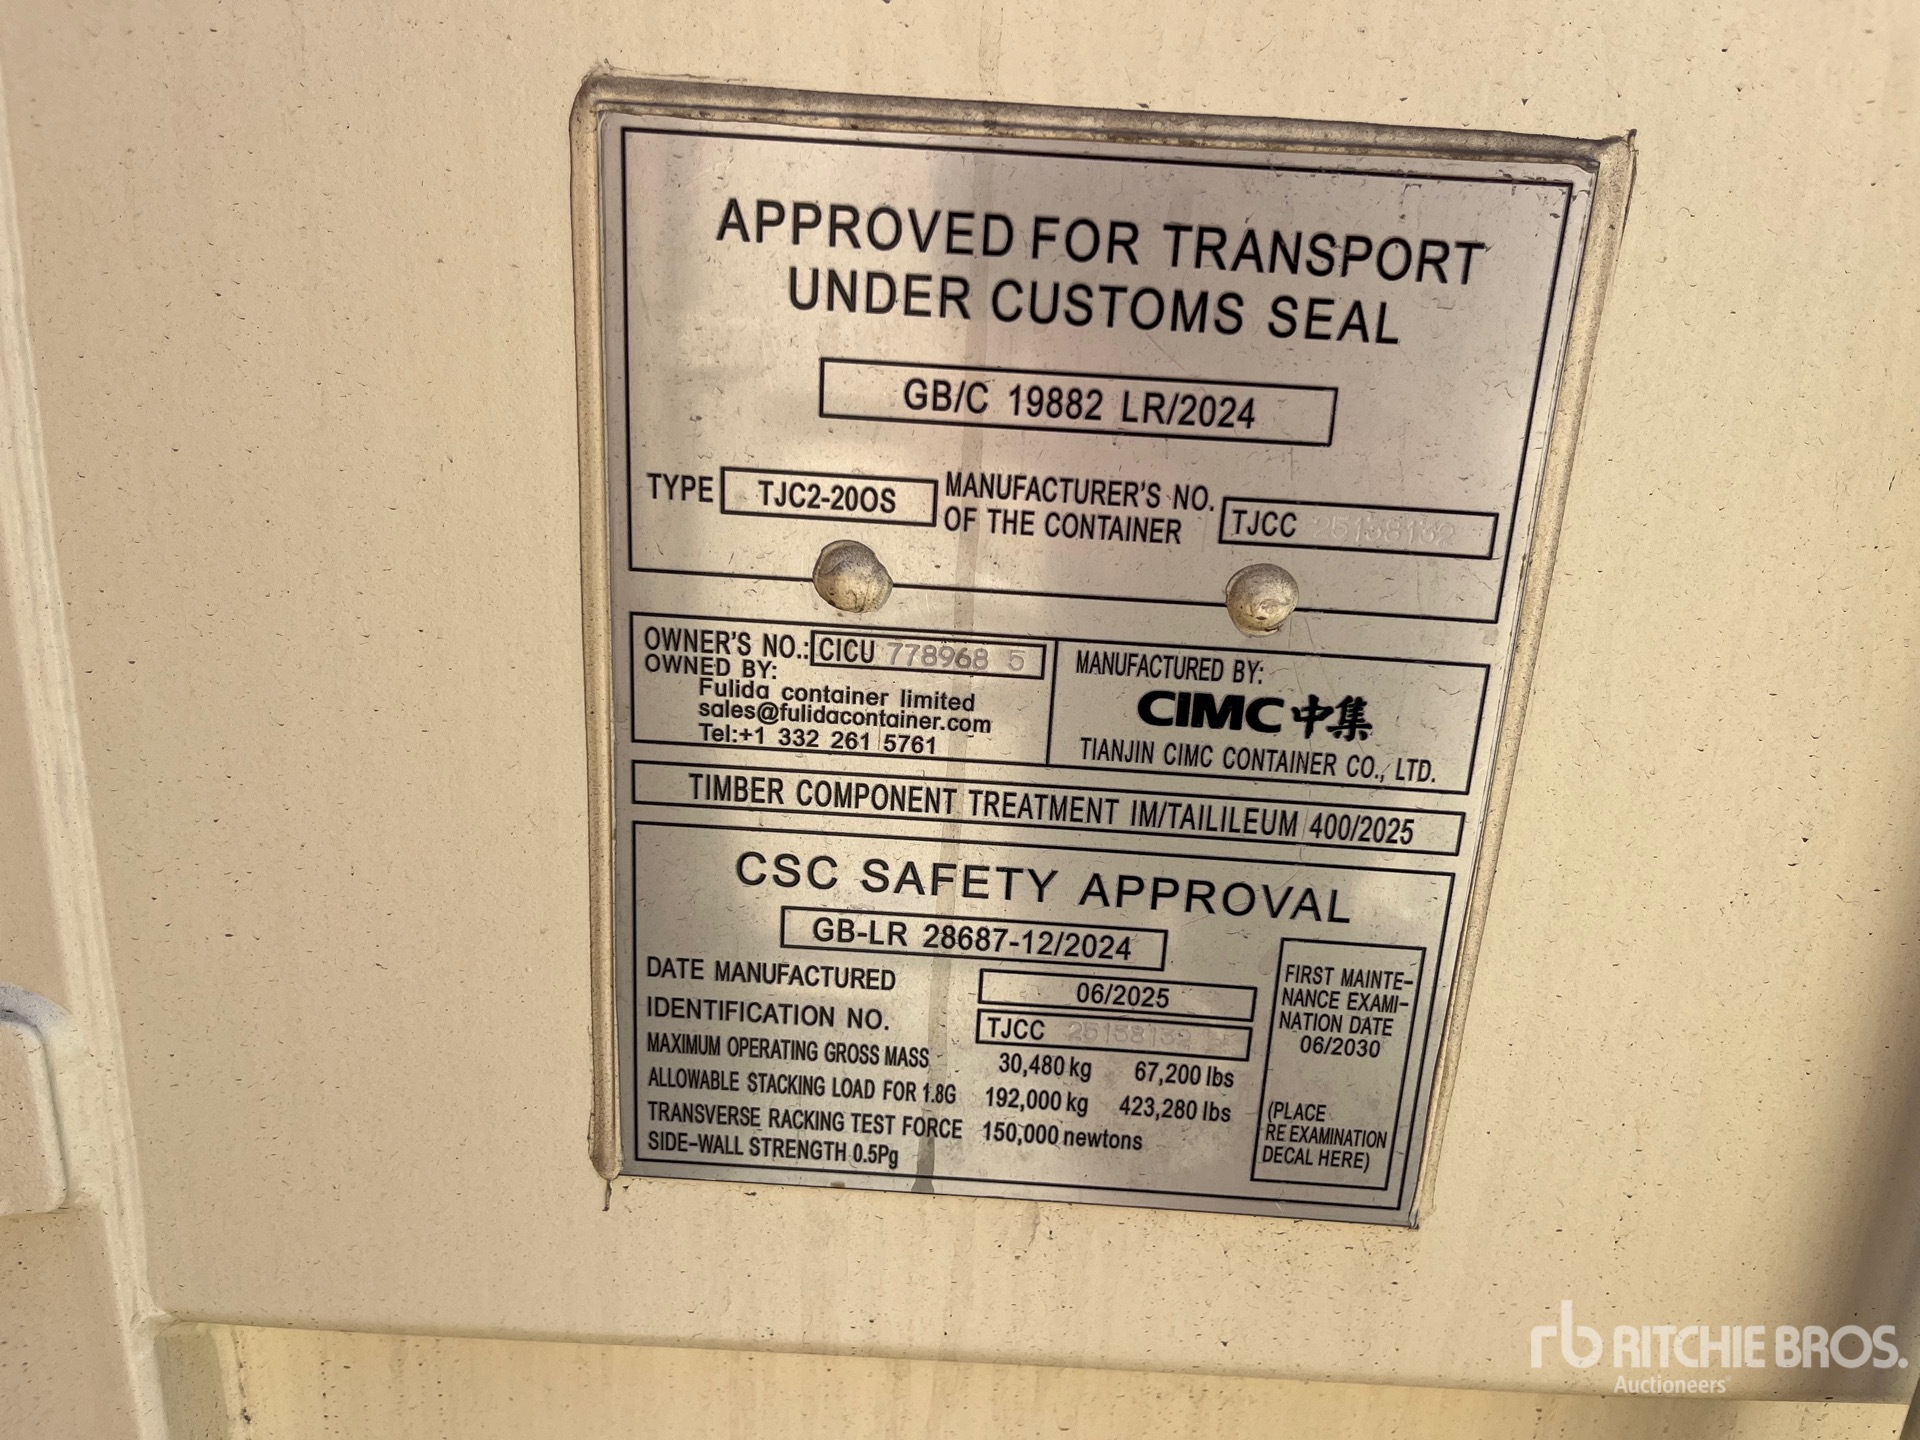 APPROVED FOR TRANSPORT
UNDER CUSTOMS SEAL
GB/C 19882 LR/2024
TYPE TJC2-20OS
MANUFACTURER'S NO.
OF THE CONTAINER
TJCC 25158132
OWNER'S NO.: CICU 778968 5
OWNED BY:
Fulida container limited
sales@fulidacontainer.com
Tel:+1 332 261 5761
MANUFACTURED BY:
CIMC中集
TIANJIN CIMC CONTAINER CO., LTD.
TIMBER COMPONENT TREATMENT IM/TAILILEUM 400/2025
CSC SAFETY APPROVAL
GB-LR 28687-12/2024
DATE MANUFACTURED 06/2025
IDENTIFICATION NO. TJCC 25158132
MAXIMUM OPERATING GROSS MASS 30,480 kg 67,200 lbs
ALLOWABLE STACKING LOAD FOR 1.8G 192,000 kg 423,280 lbs
TRANSVERSE RACKING TEST FORCE 150,000 newtons
SIDE-WALL STRENGTH 0.5Pg
FIRST MAINTE-
NANCE EXAMI-
NATION DATE
06/2030
(PLACE
RE EXAMINATION
DECAL HERE)
rb RITCHIE BROS.
Auctioneers